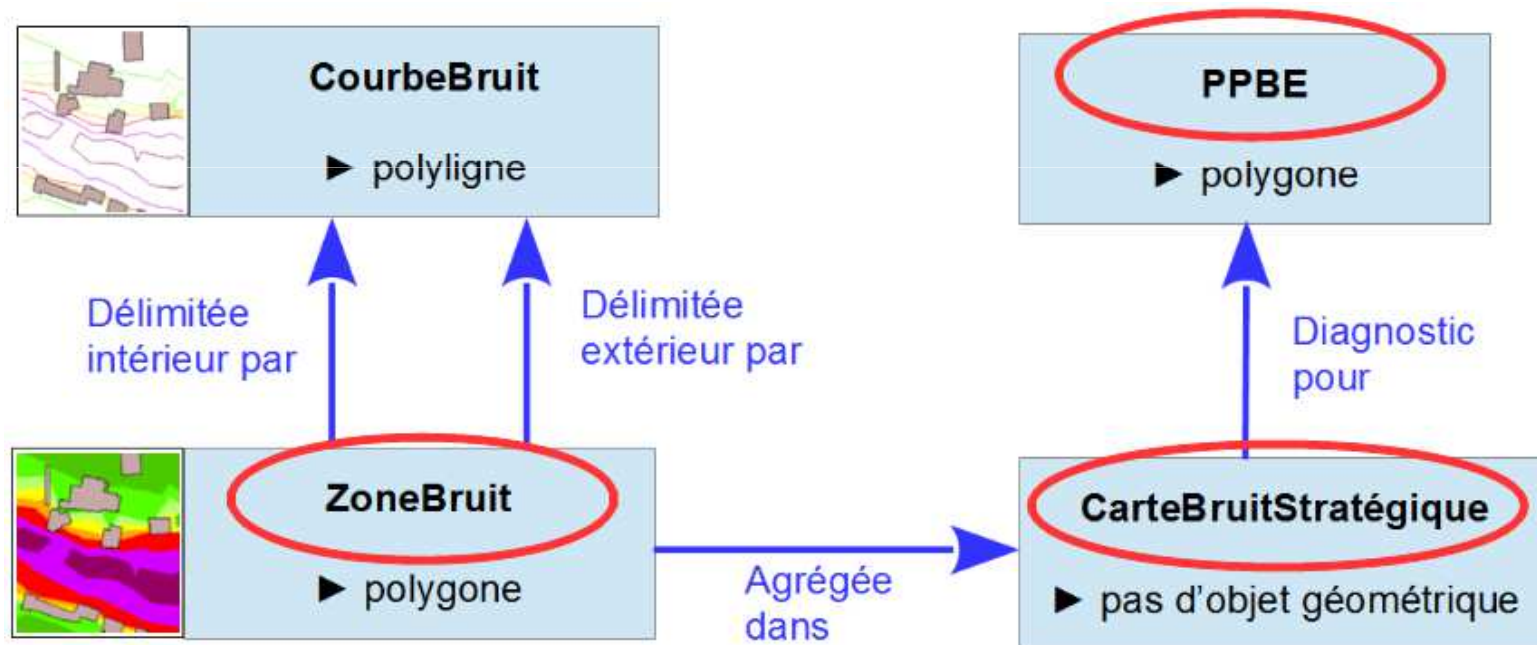 CourbeBruit
► polyligne
PPBE
► polygone
Délimitée
intérieur par
Délimitée
extérieur par
Diagnostic
pour
ZoneBruit
► polygone
Agrégée
dans
CarteBruitStratégique
► pas d'objet géométrique